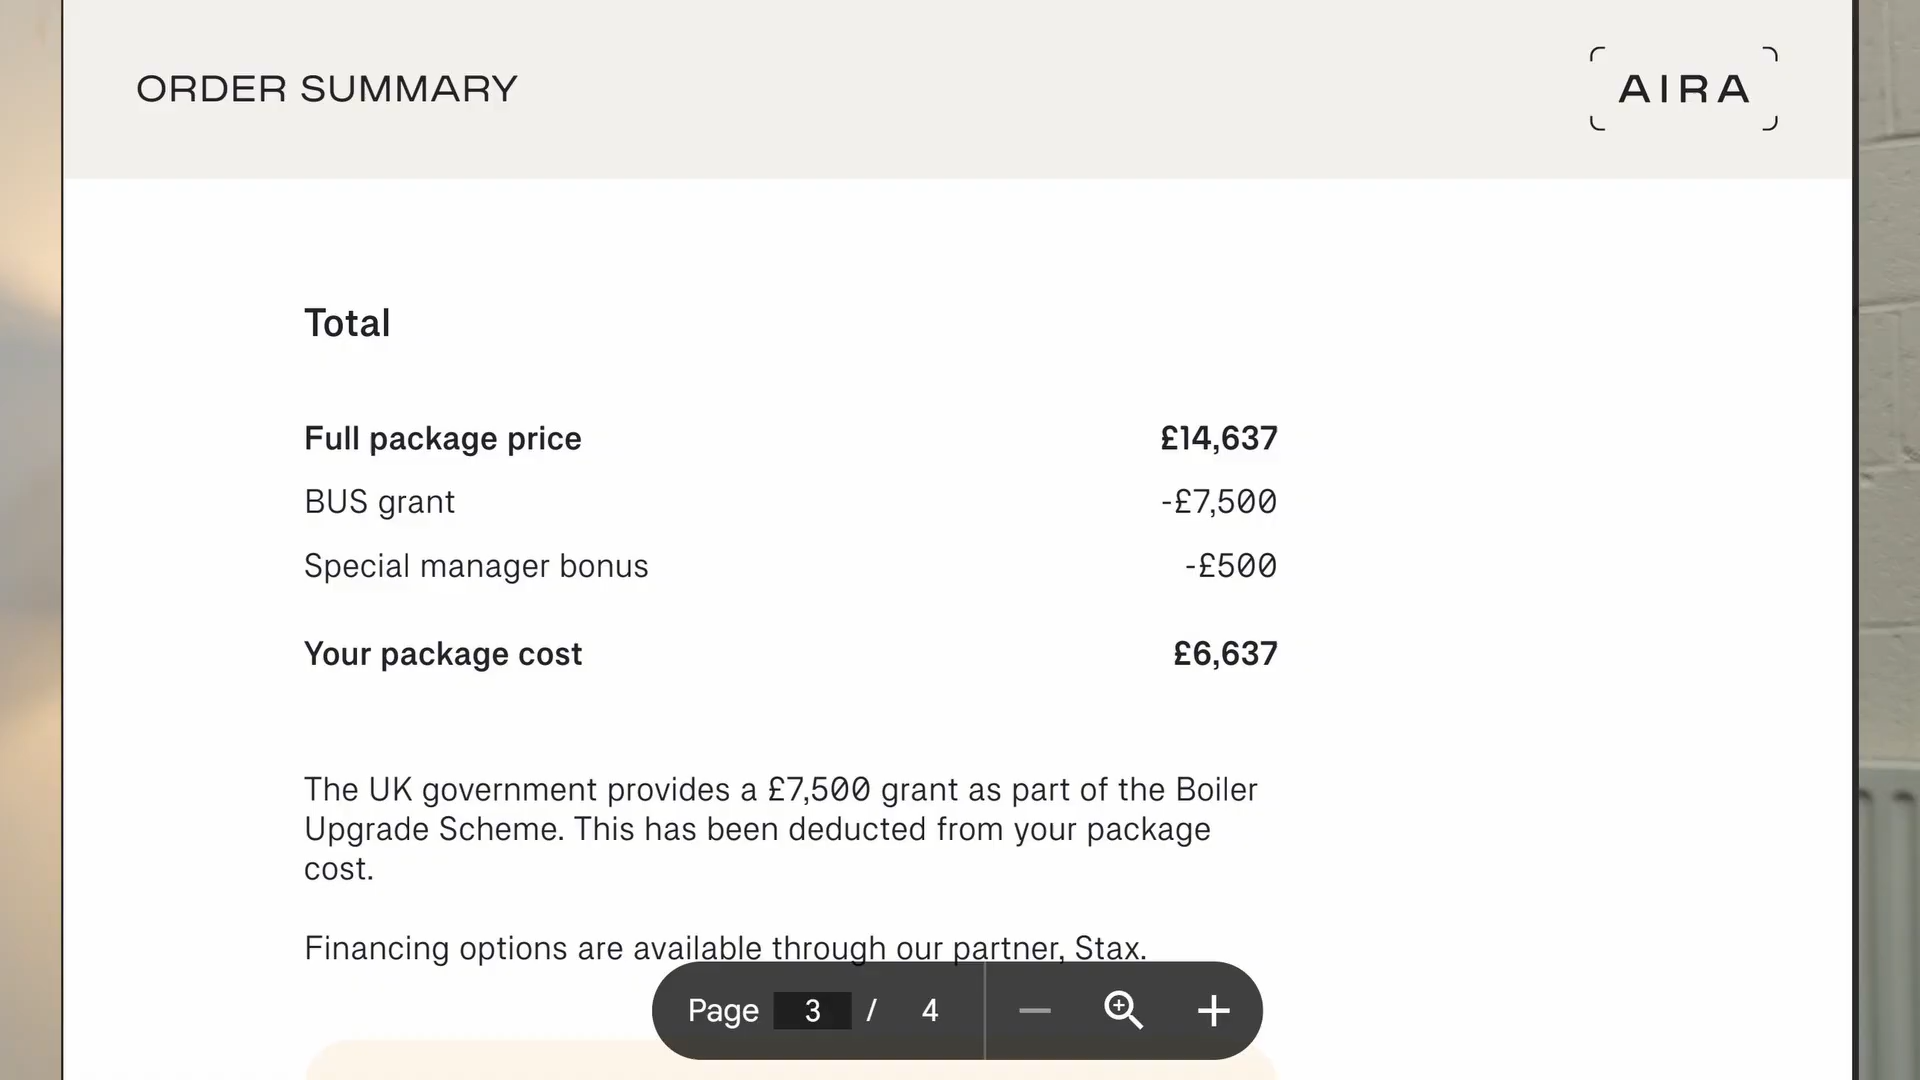 ORDER SUMMARY
AIRA
Total
Full package price £14,637
BUS grant -£7,500
Special manager bonus -£500
Your package cost £6,637
The UK government provides a £7,500 grant as part of the Boiler
Upgrade Scheme. This has been deducted from your package
cost.
Financing options are available through our partner, Stax.
Page 3 / 4